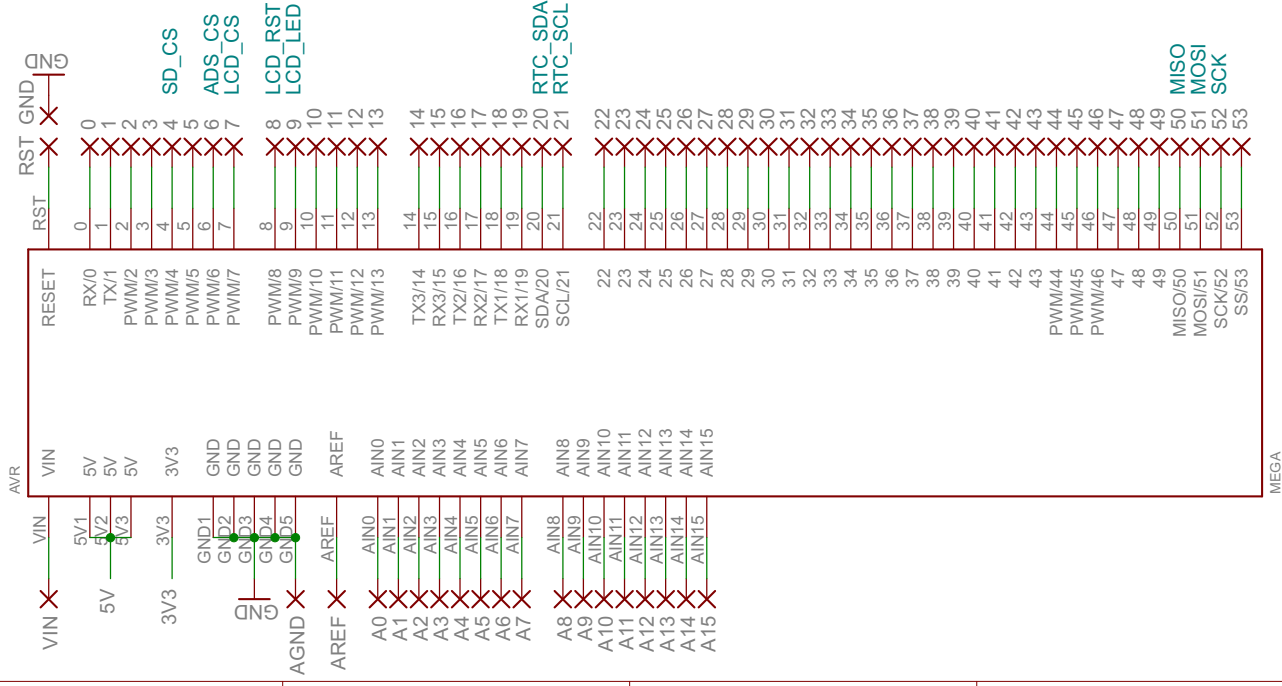 GND
GND
RST
SD_CS
ADS_CS
LCD_CS
LCD_RST
LCD_LED
RTC_SDA
RTC_SCL
MISO
MOSI
SCK
0 1 2 3 4 5 6 7 8 9 10 11 12 13 14 15 16 17 18 19 20 21 22 23 24 25 26 27 28 29 30 31 32 33 34 35 36 37 38 39 40 41 42 43 44 45 46 47 48 49 50 51 52 53
RST 0 1 2 3 4 5 6 7 8 9 10 11 12 13 14 15 16 17 18 19 20 21 22 23 24 25 26 27 28 29 30 31 32 33 34 35 36 37 38 39 40 41 42 43 44 45 46 47 48 49 50 51 52 53
RESET RX/0 TX/1 PWM/2 PWM/3 PWM/4 PWM/5 PWM/6 PWM/7 PWM/8 PWM/9 PWM/10 PWM/11 PWM/12 PWM/13 TX3/14 RX3/15 TX2/16 RX2/17 TX1/18 RX1/19 SDA/20 SCL/21 22 23 24 25 26 27 28 29 30 31 32 33 34 35 36 37 38 39 40 41 42 43 PWM/44 PWM/45 PWM/46 47 48 49 MISO/50 MOSI/51 SCK/52 SS/53
AVR
VIN 5V 5V 5V 3V3 GND GND GND GND GND AREF AIN0 AIN1 AIN2 AIN3 AIN4 AIN5 AIN6 AIN7 AIN8 AIN9 AIN10 AIN11 AIN12 AIN13 AIN14 AIN15
MEGA
VIN 5V1 5V2 5V3 3V3 GND1 GND2 GND3 GND4 GND5 AREF AIN0 AIN1 AIN2 AIN3 AIN4 AIN5 AIN6 AIN7 AIN8 AIN9 AIN10 AIN11 AIN12 AIN13 AIN14 AIN15
VIN 5V 3V3 GND AGND AREF A0 A1 A2 A3 A4 A5 A6 A7 A8 A9 A10 A11 A12 A13 A14 A15